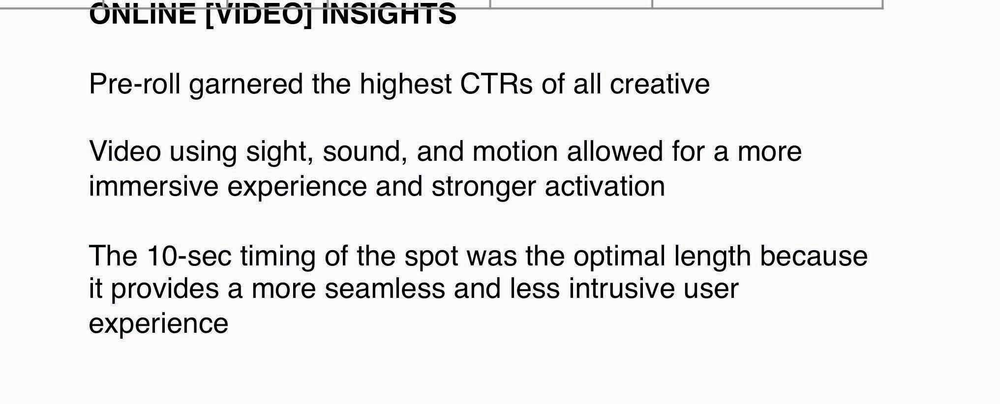 ONLINE [VIDEO] INSIGHTS
Pre-roll garnered the highest CTRs of all creative
Video using sight, sound, and motion allowed for a more
immersive experience and stronger activation
The 10-sec timing of the spot was the optimal length because
it provides a more seamless and less intrusive user
experience